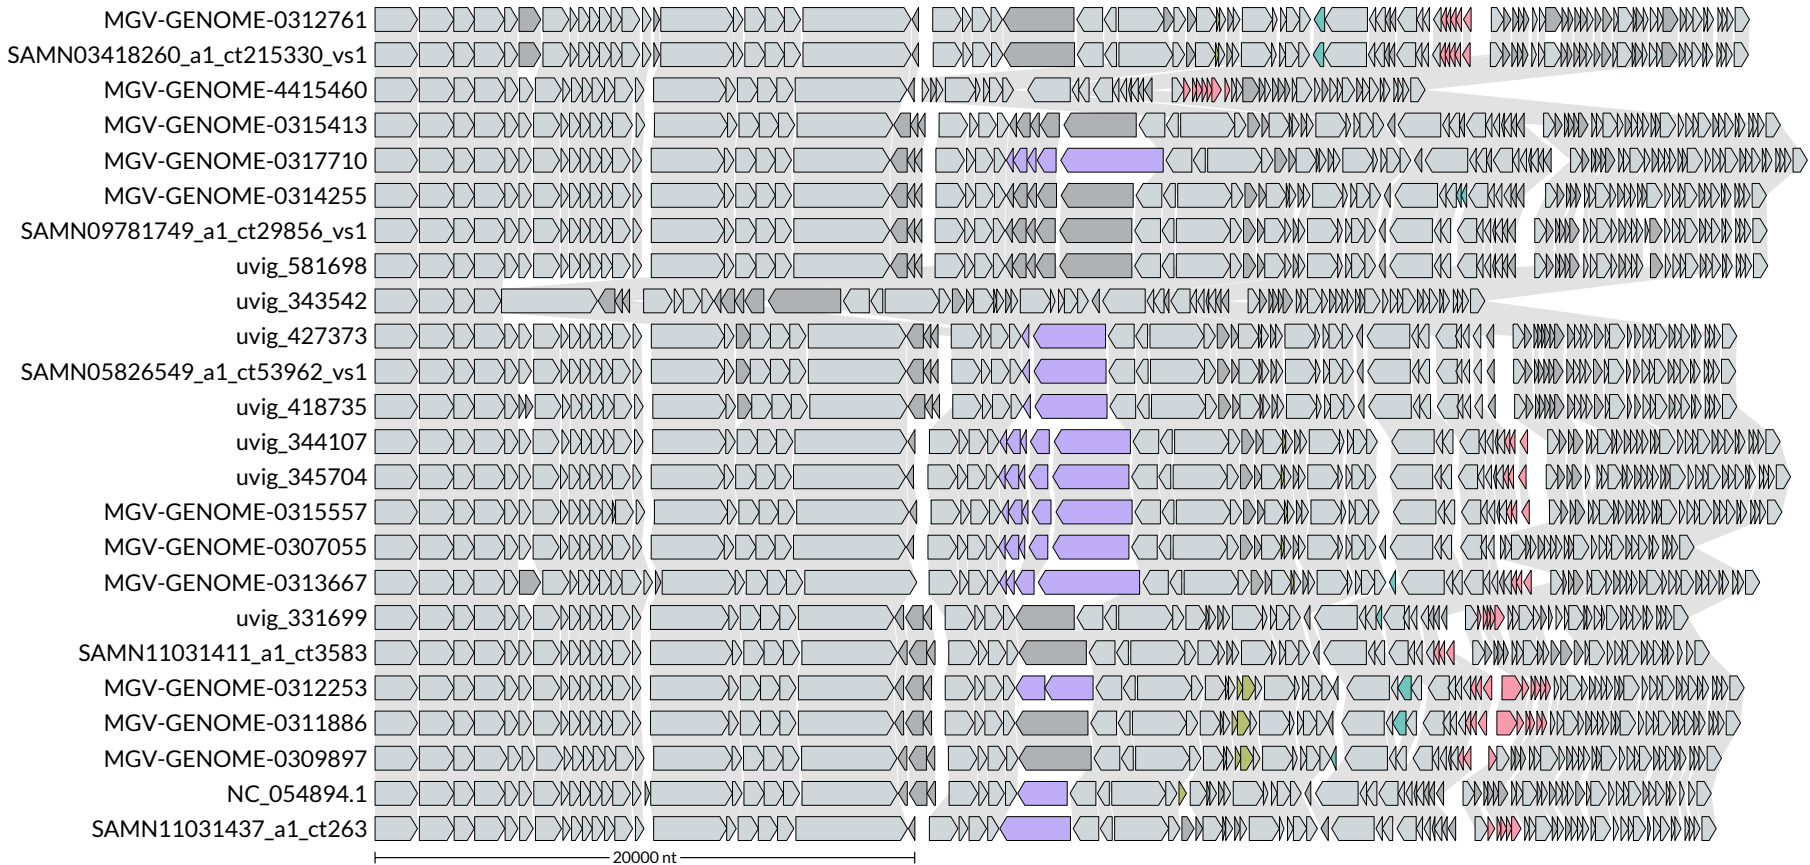 MGV-GENOME-0312761
SAMN03418260_a1_ct215330_vs1
MGV-GENOME-4415460
MGV-GENOME-0315413
MGV-GENOME-0317710
MGV-GENOME-0314255
SAMN09781749_a1_ct29856_vs1
uvig_581698
uvig_343542
uvig_427373
SAMN05826549_a1_ct53962_vs1
uvig_418735
uvig_344107
uvig_345704
MGV-GENOME-0315557
MGV-GENOME-0307055
MGV-GENOME-0313667
uvig_331699
SAMN11031411_a1_ct3583
MGV-GENOME-0312253
MGV-GENOME-0311886
MGV-GENOME-0309897
NC_054894.1
SAMN11031437_a1_ct263
20000 nt